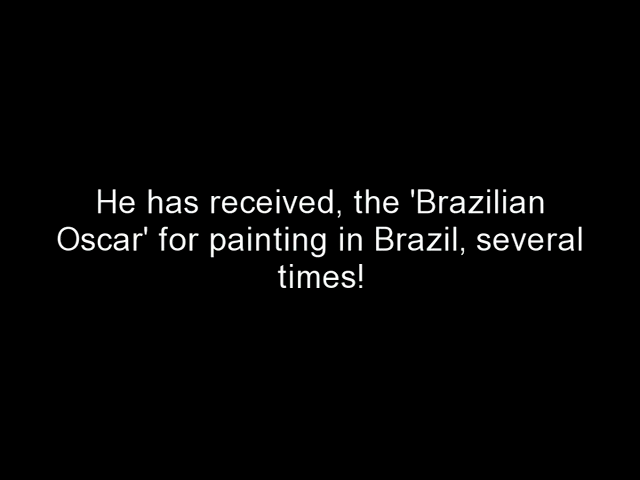 He has received, the 'Brazilian
Oscar' for painting in Brazil, several
times!